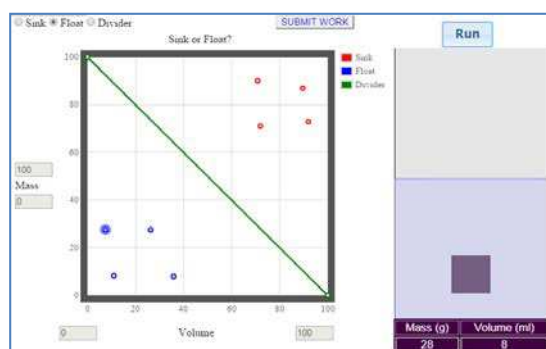 Sink Float Divider
SUBMIT WORK
Run
Sink or Float?
Sink
Float
Divider
100
80
60
40
20
0
100
Mass
0
0 20 40 60 80 100
0
Volume
100
Mass (g) Volume (ml)
28 8